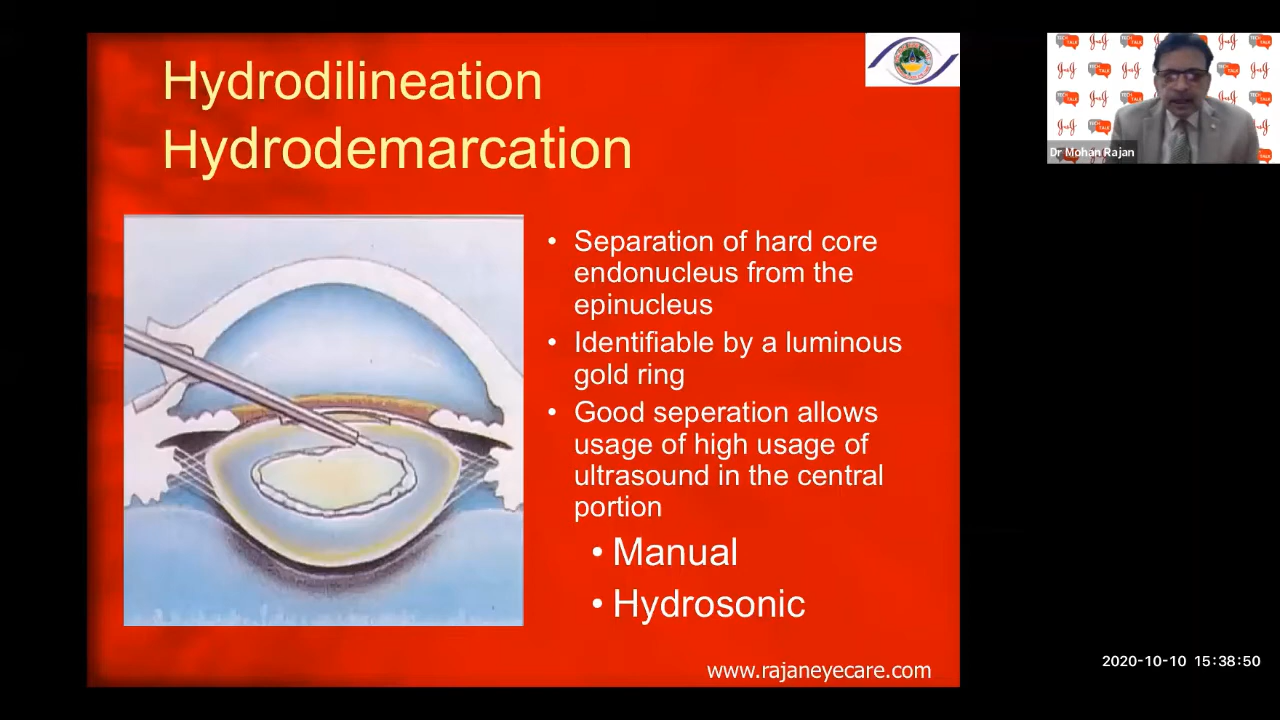 Hydrodilineation
Hydrodemarcation
• Separation of hard core
endonucleus from the
epinucleus
• Identifiable by a luminous
gold ring
• Good seperation allows
usage of high usage of
ultrasound in the central
portion
• Manual
• Hydrosonic
www.rajaneyecare.com
TECH TALK
J&J
Dr Mohan Rajan
2020-10-10 15:38:50